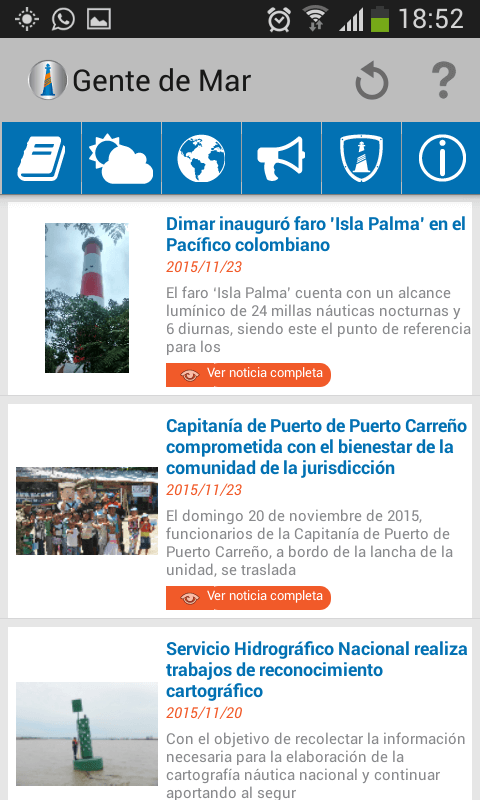 18:52
Gente de Mar
?
Dimar inauguró faro 'Isla Palma' en el
Pacífico colombiano
2015/11/23
El faro 'Isla Palma' cuenta con un alcance
lumínico de 24 millas náuticas nocturnas y
6 diurnas, siendo este el punto de referencia
para los
Ver noticia completa
Capitanía de Puerto de Puerto Carreño
comprometida con el bienestar de la
comunidad de la jurisdicción
2015/11/23
El domingo 20 de noviembre de 2015,
funcionarios de la Capitanía de Puerto de
Puerto Carreño, a bordo de la lancha de la
unidad, se traslada
Ver noticia completa
Servicio Hidrográfico Nacional realiza
trabajos de reconocimiento
cartográfico
2015/11/20
Con el objetivo de recolectar la información
necesaria para la elaboración de la
cartografía náutica nacional y continuar
aportando al segur